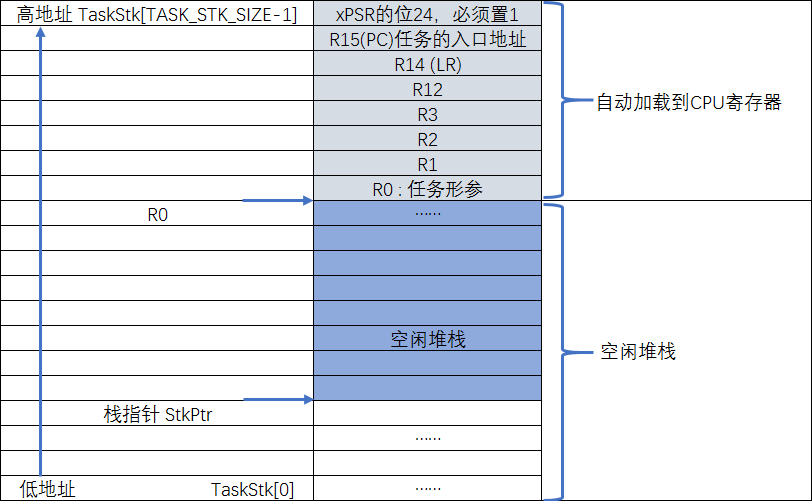 高地址 TaskStk[TASK_STK_SIZE-1]
xPSR的位24，必须置1
R15(PC)任务的入口地址
R14 (LR)
R12
R3
R2
R1
R0 : 任务形参
自动加载到CPU寄存器
R0
……
空闲堆栈
空闲堆栈
栈指针 StkPtr
……
低地址 TaskStk[0]
……